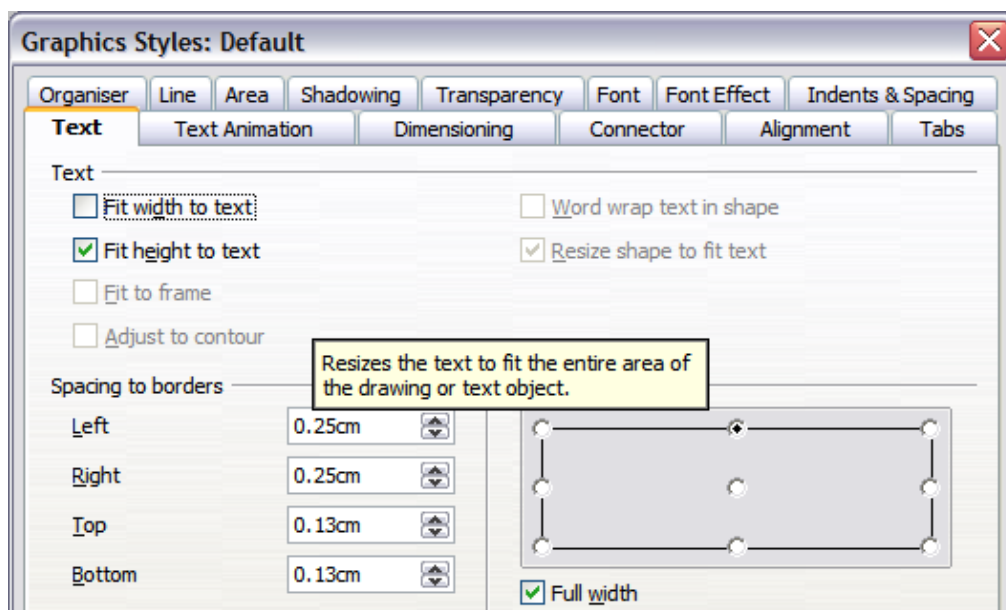 Graphics Styles: Default
Organiser Line Area Shadowing Transparency Font Font Effect Indents & Spacing
Text Text Animation Dimensioning Connector Alignment Tabs
Text
Fit width to text Word wrap text in shape
Fit height to text Resize shape to fit text
Fit to frame
Adjust to contour
Resizes the text to fit the entire area of
the drawing or text object.
Spacing to borders
Left 0.25cm
Right 0.25cm
Top 0.13cm
Bottom 0.13cm
Full width